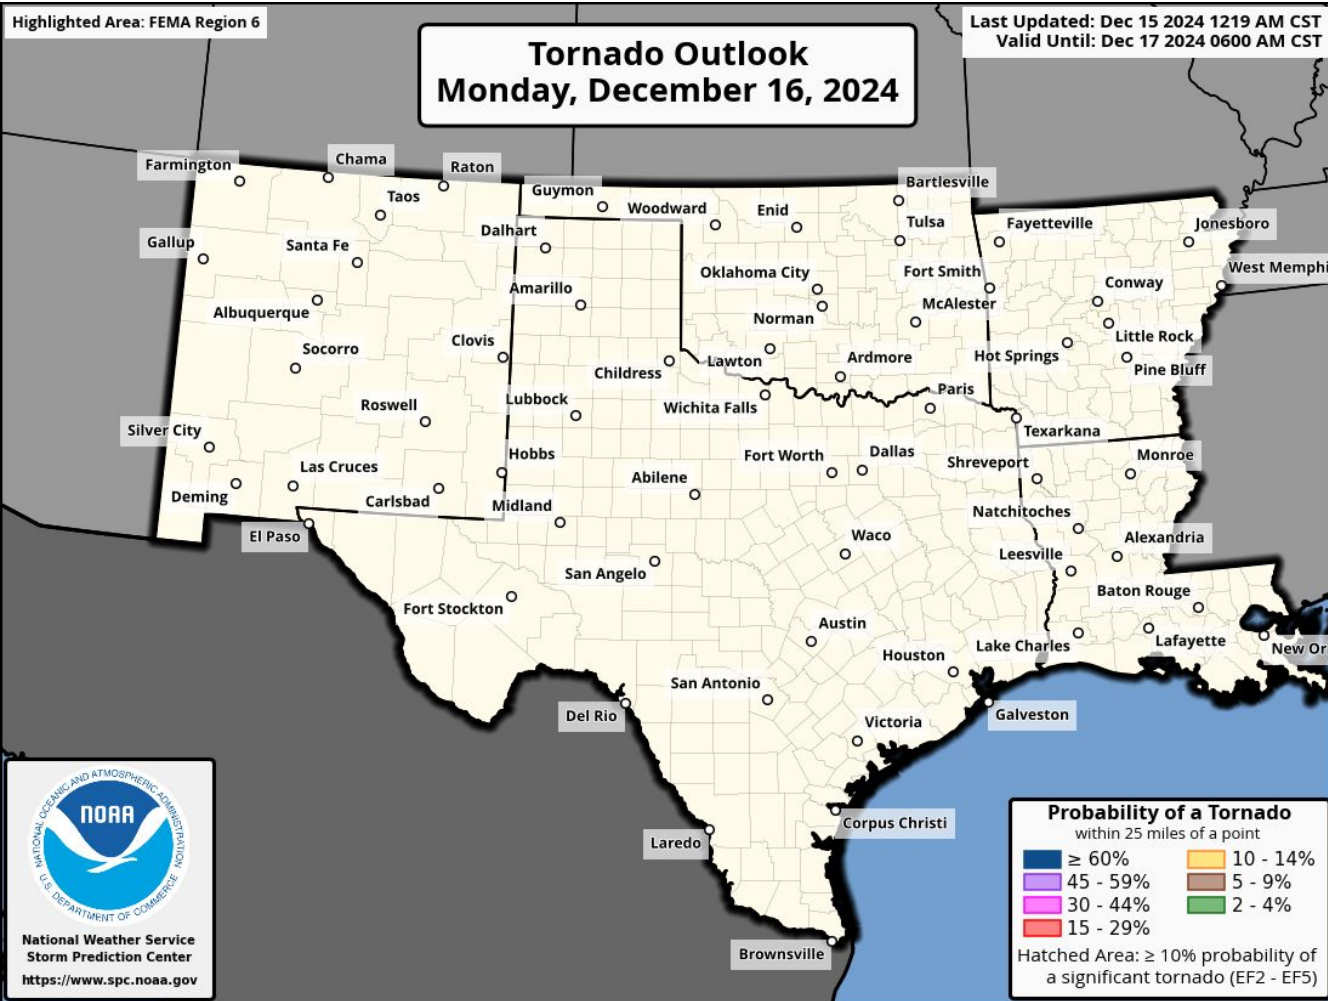 Highlighted Area: FEMA Region 6
Tornado Outlook
Monday, December 16, 2024
Last Updated: Dec 15 2024 1219 AM CST
Valid Until: Dec 17 2024 0600 AM CST
Farmington
Chama
Raton
Taos
Guymon
Woodward
Enid
Bartlesville
Tulsa
Fayetteville
Jonesboro
Gallup
Santa Fe
Dalhart
Oklahoma City
Fort Smith
West Memphi
Amarillo
Conway
Albuquerque
Norman
McAlester
Socorro
Clovis
Little Rock
Childress
Lawton
Ardmore
Hot Springs
Pine Bluff
Roswell
Lubbock
Wichita Falls
Paris
Silver City
Texarkana
Las Cruces
Hobbs
Fort Worth
Dallas
Shreveport
Monroe
Deming
Carlsbad
Midland
Abilene
Natchitoches
El Paso
Waco
Leesville
Alexandria
San Angelo
Baton Rouge
Fort Stockton
Austin
Lake Charles
Lafayette
New Or
Houston
San Antonio
Del Rio
Victoria
Galveston
Corpus Christi
Laredo
Brownsville
NATIONAL OCEANIC AND ATMOSPHERIC ADMINISTRATION
NOAA
U.S. DEPARTMENT OF COMMERCE
National Weather Service
Storm Prediction Center
https://www.spc.noaa.gov
Probability of a Tornado
within 25 miles of a point
≥ 60%
45 - 59%
30 - 44%
15 - 29%
10 - 14%
5 - 9%
2 - 4%
Hatched Area: ≥ 10% probability of
a significant tornado (EF2 - EF5)